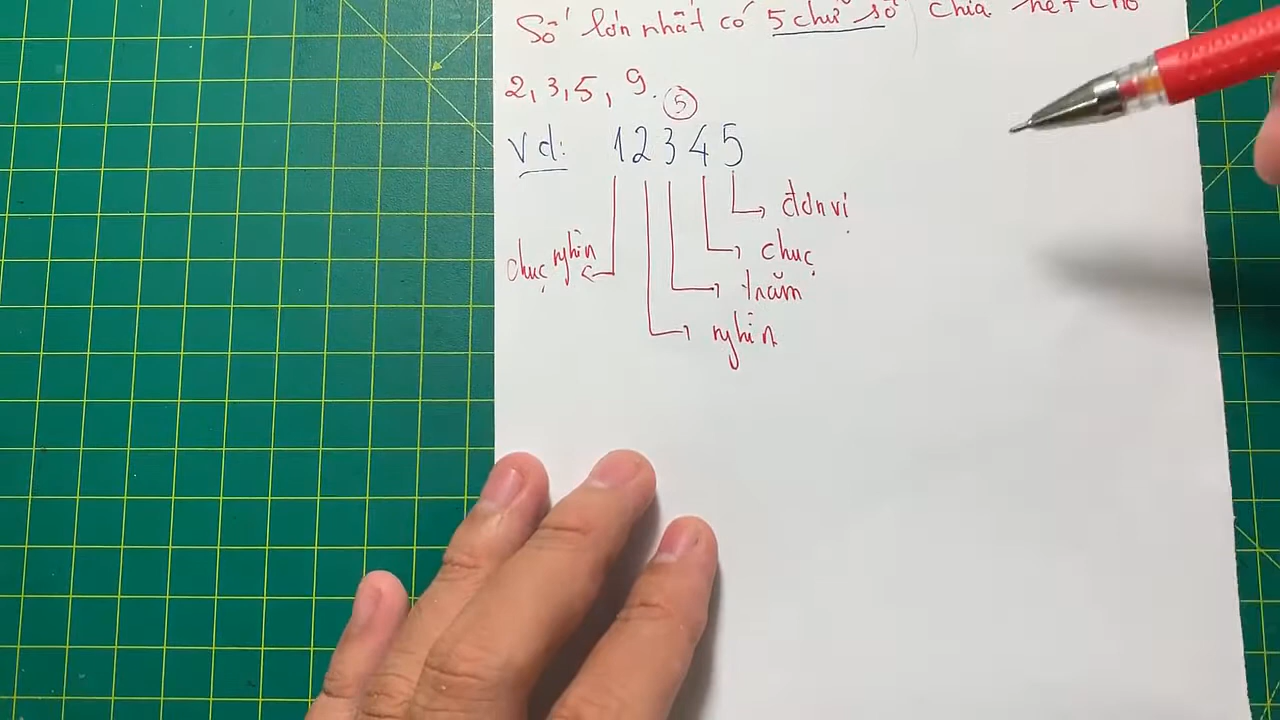 Số lớn nhất có 5 chữ số chia hết cho
2, 3, 5, 9.
5
Vd: 12345
đơn vị
chục
chục nghìn
trăm
nghìn